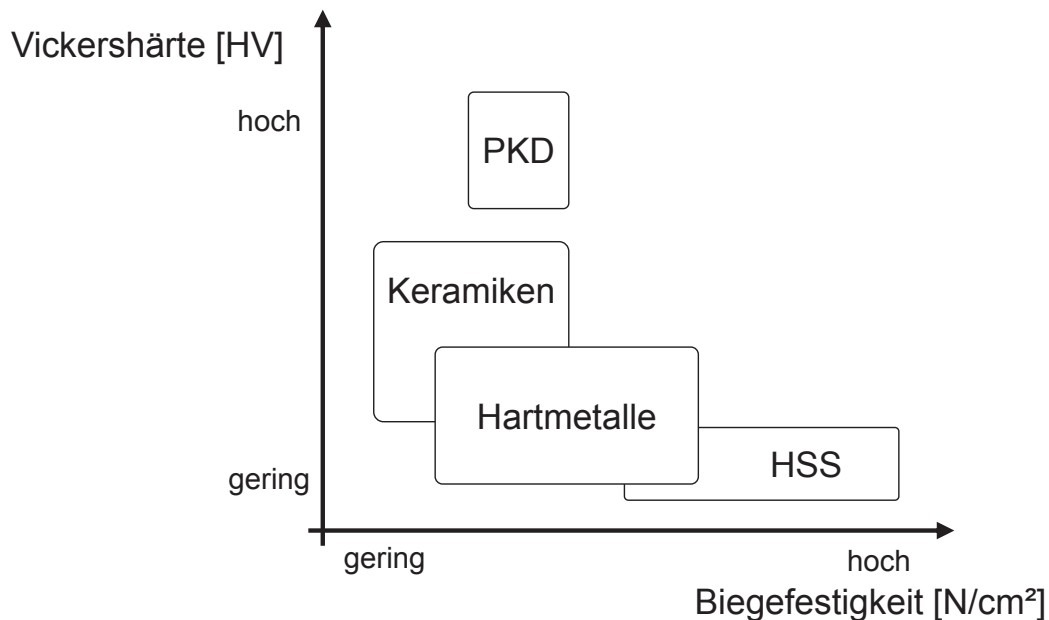 Vickershärte [HV]
hoch
PKD
Keramiken
Hartmetalle
HSS
gering
gering
hoch
Biegefestigkeit [N/cm²]